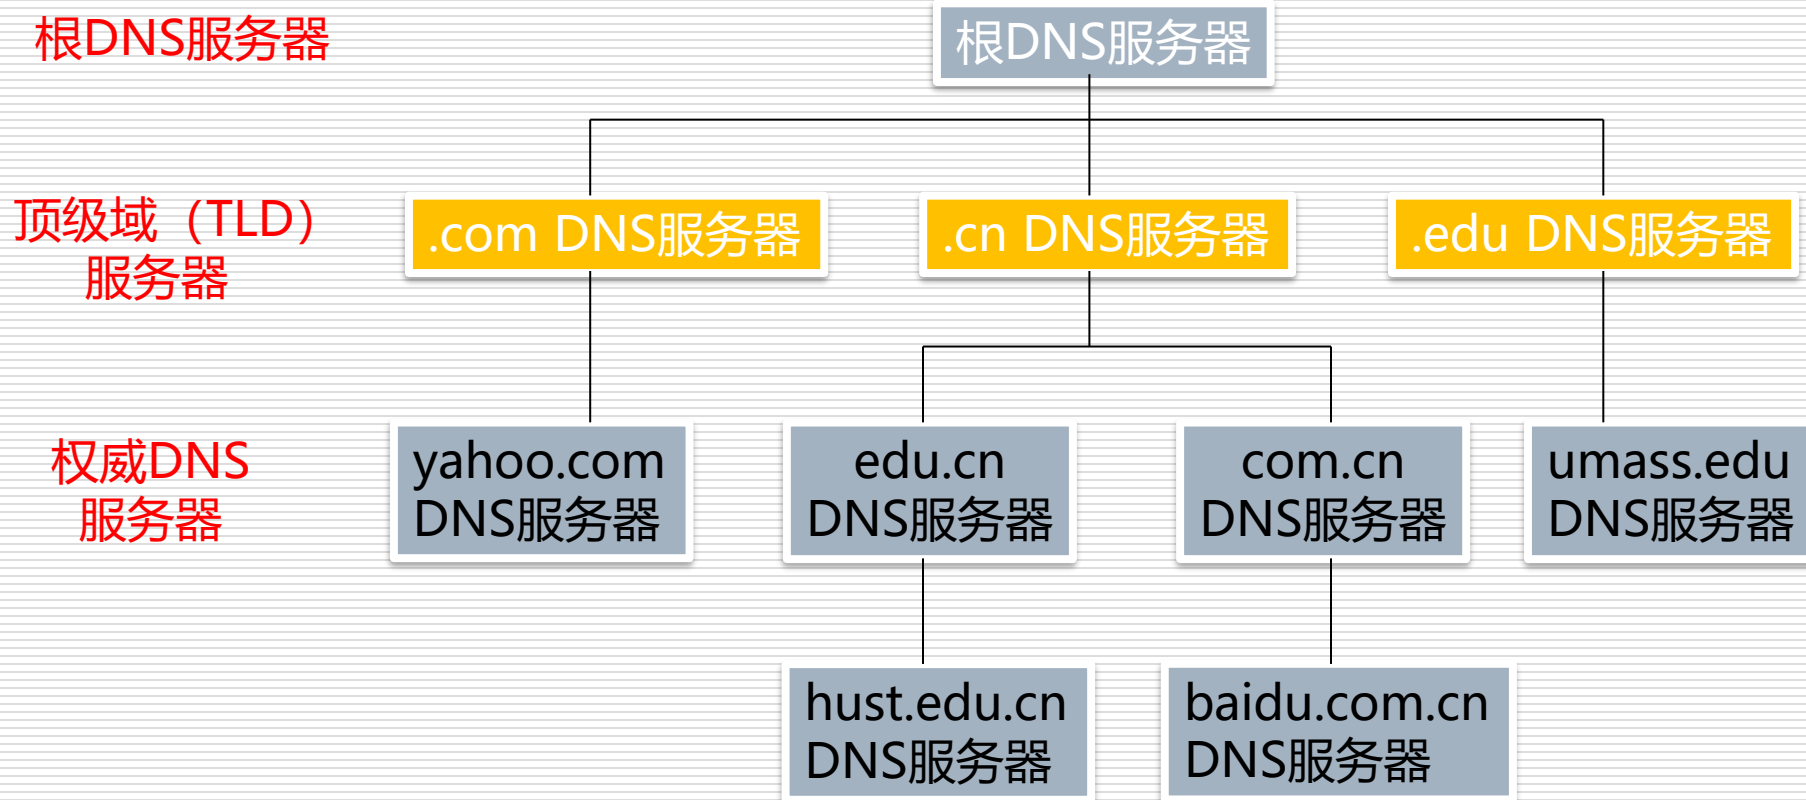 根DNS服务器
根DNS服务器
顶级域（TLD）
服务器
.com DNS服务器
.cn DNS服务器
.edu DNS服务器
权威DNS
服务器
yahoo.com
DNS服务器
edu.cn
DNS服务器
com.cn
DNS服务器
umass.edu
DNS服务器
hust.edu.cn
DNS服务器
baidu.com.cn
DNS服务器